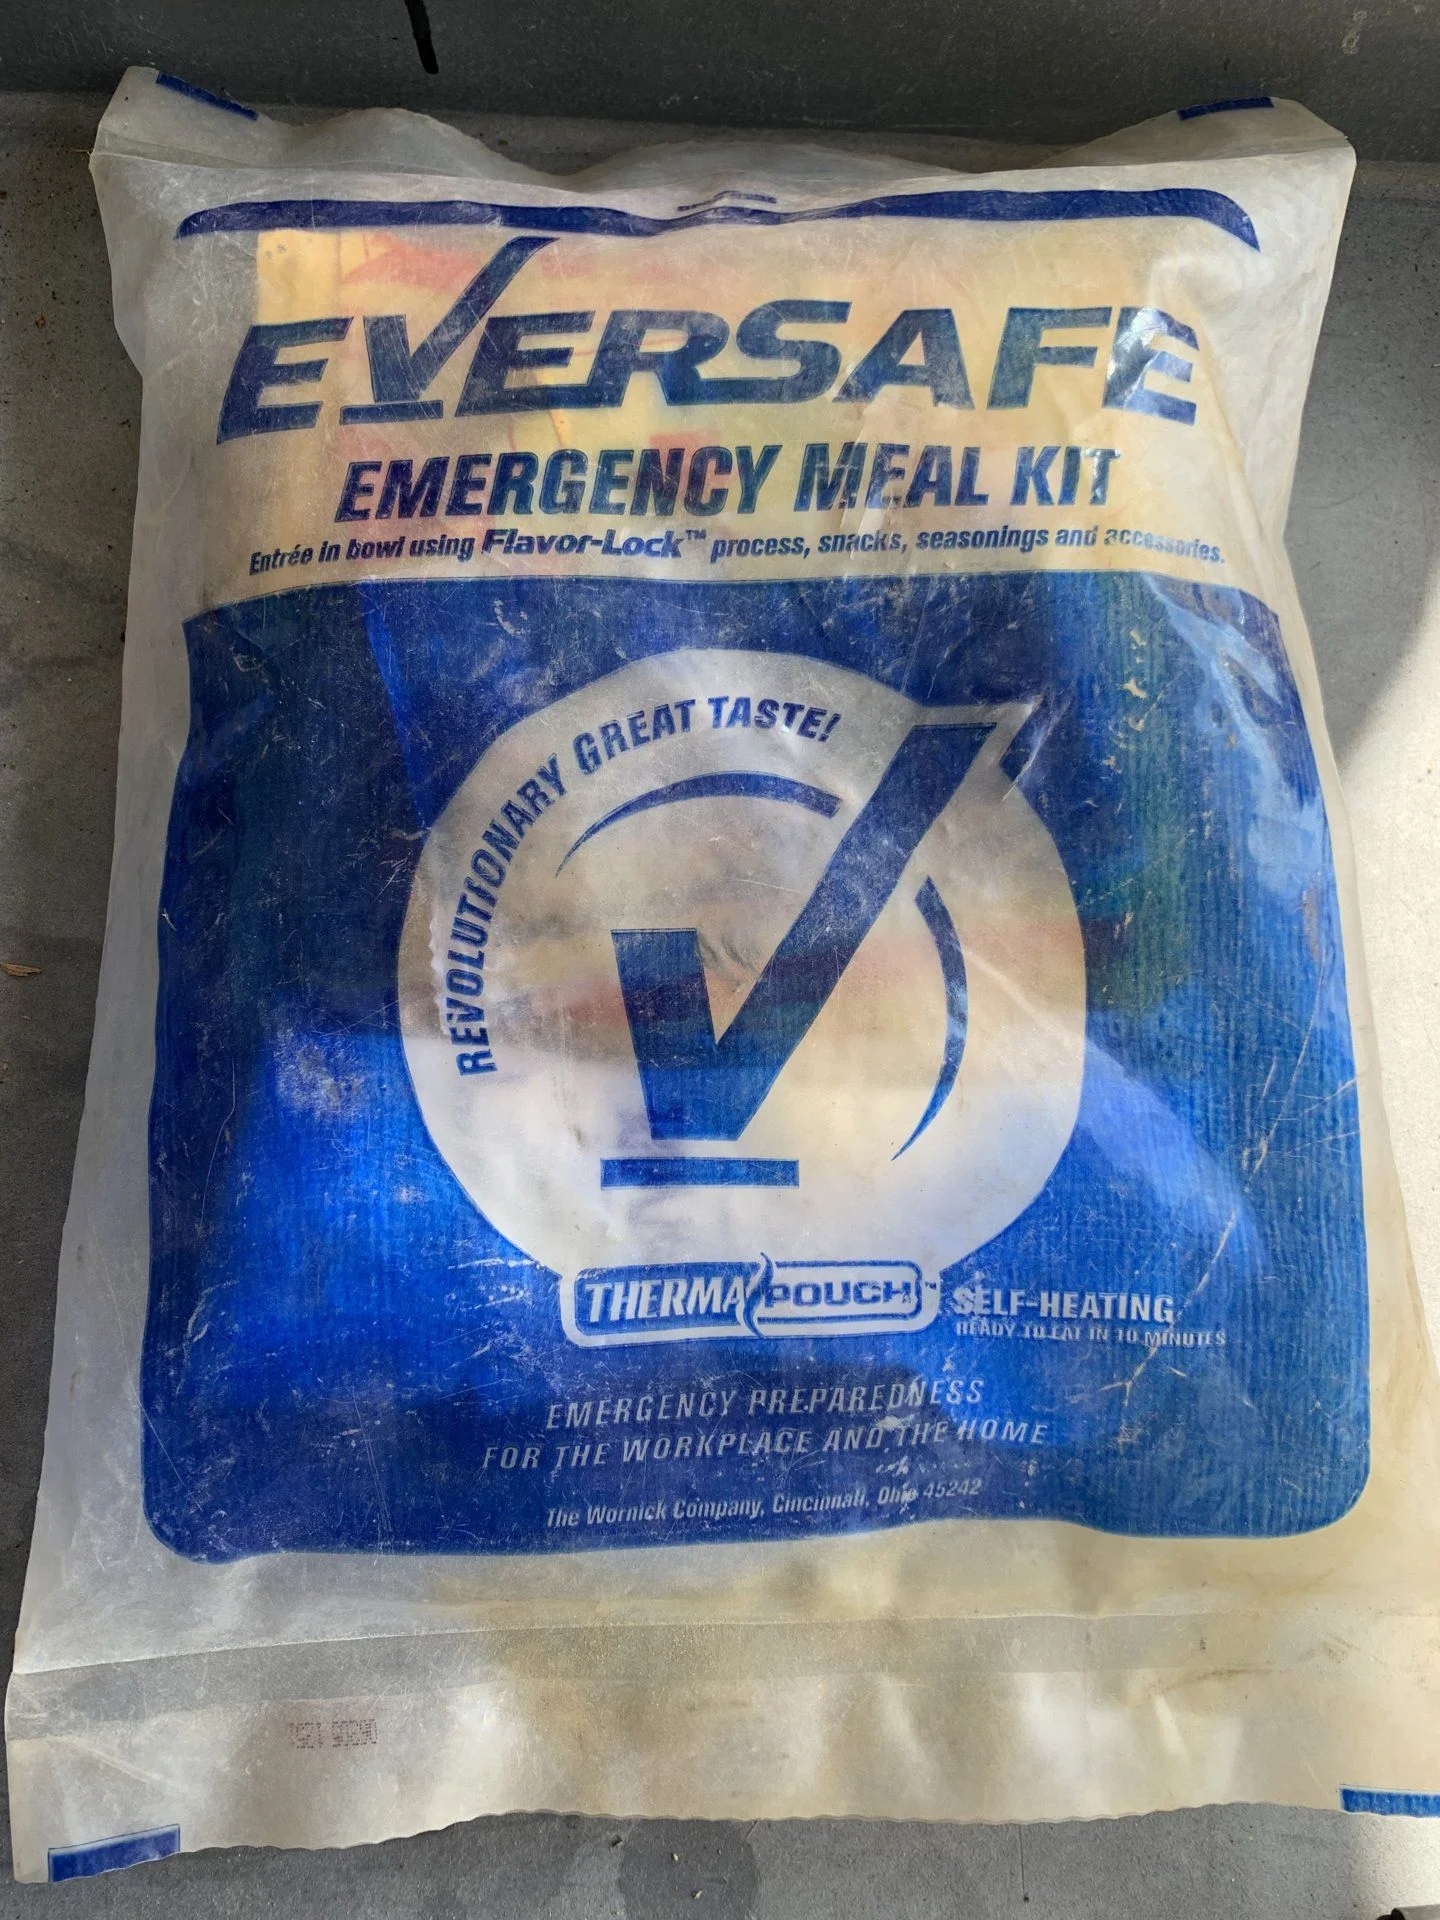 EVERSAFE
EMERGENCY MEAL KIT
Entrée in bowl using Flavor-Lock™ process, snacks, seasonings and accessories.
REVOLUTIONARY GREAT TASTE!
THERMA POUCH™
SELF-HEATING
READY TO EAT IN 10 MINUTES
EMERGENCY PREPAREDNESS
FOR THE WORKPLACE AND THE HOME
The Wornick Company, Cincinnati, Ohio 45242